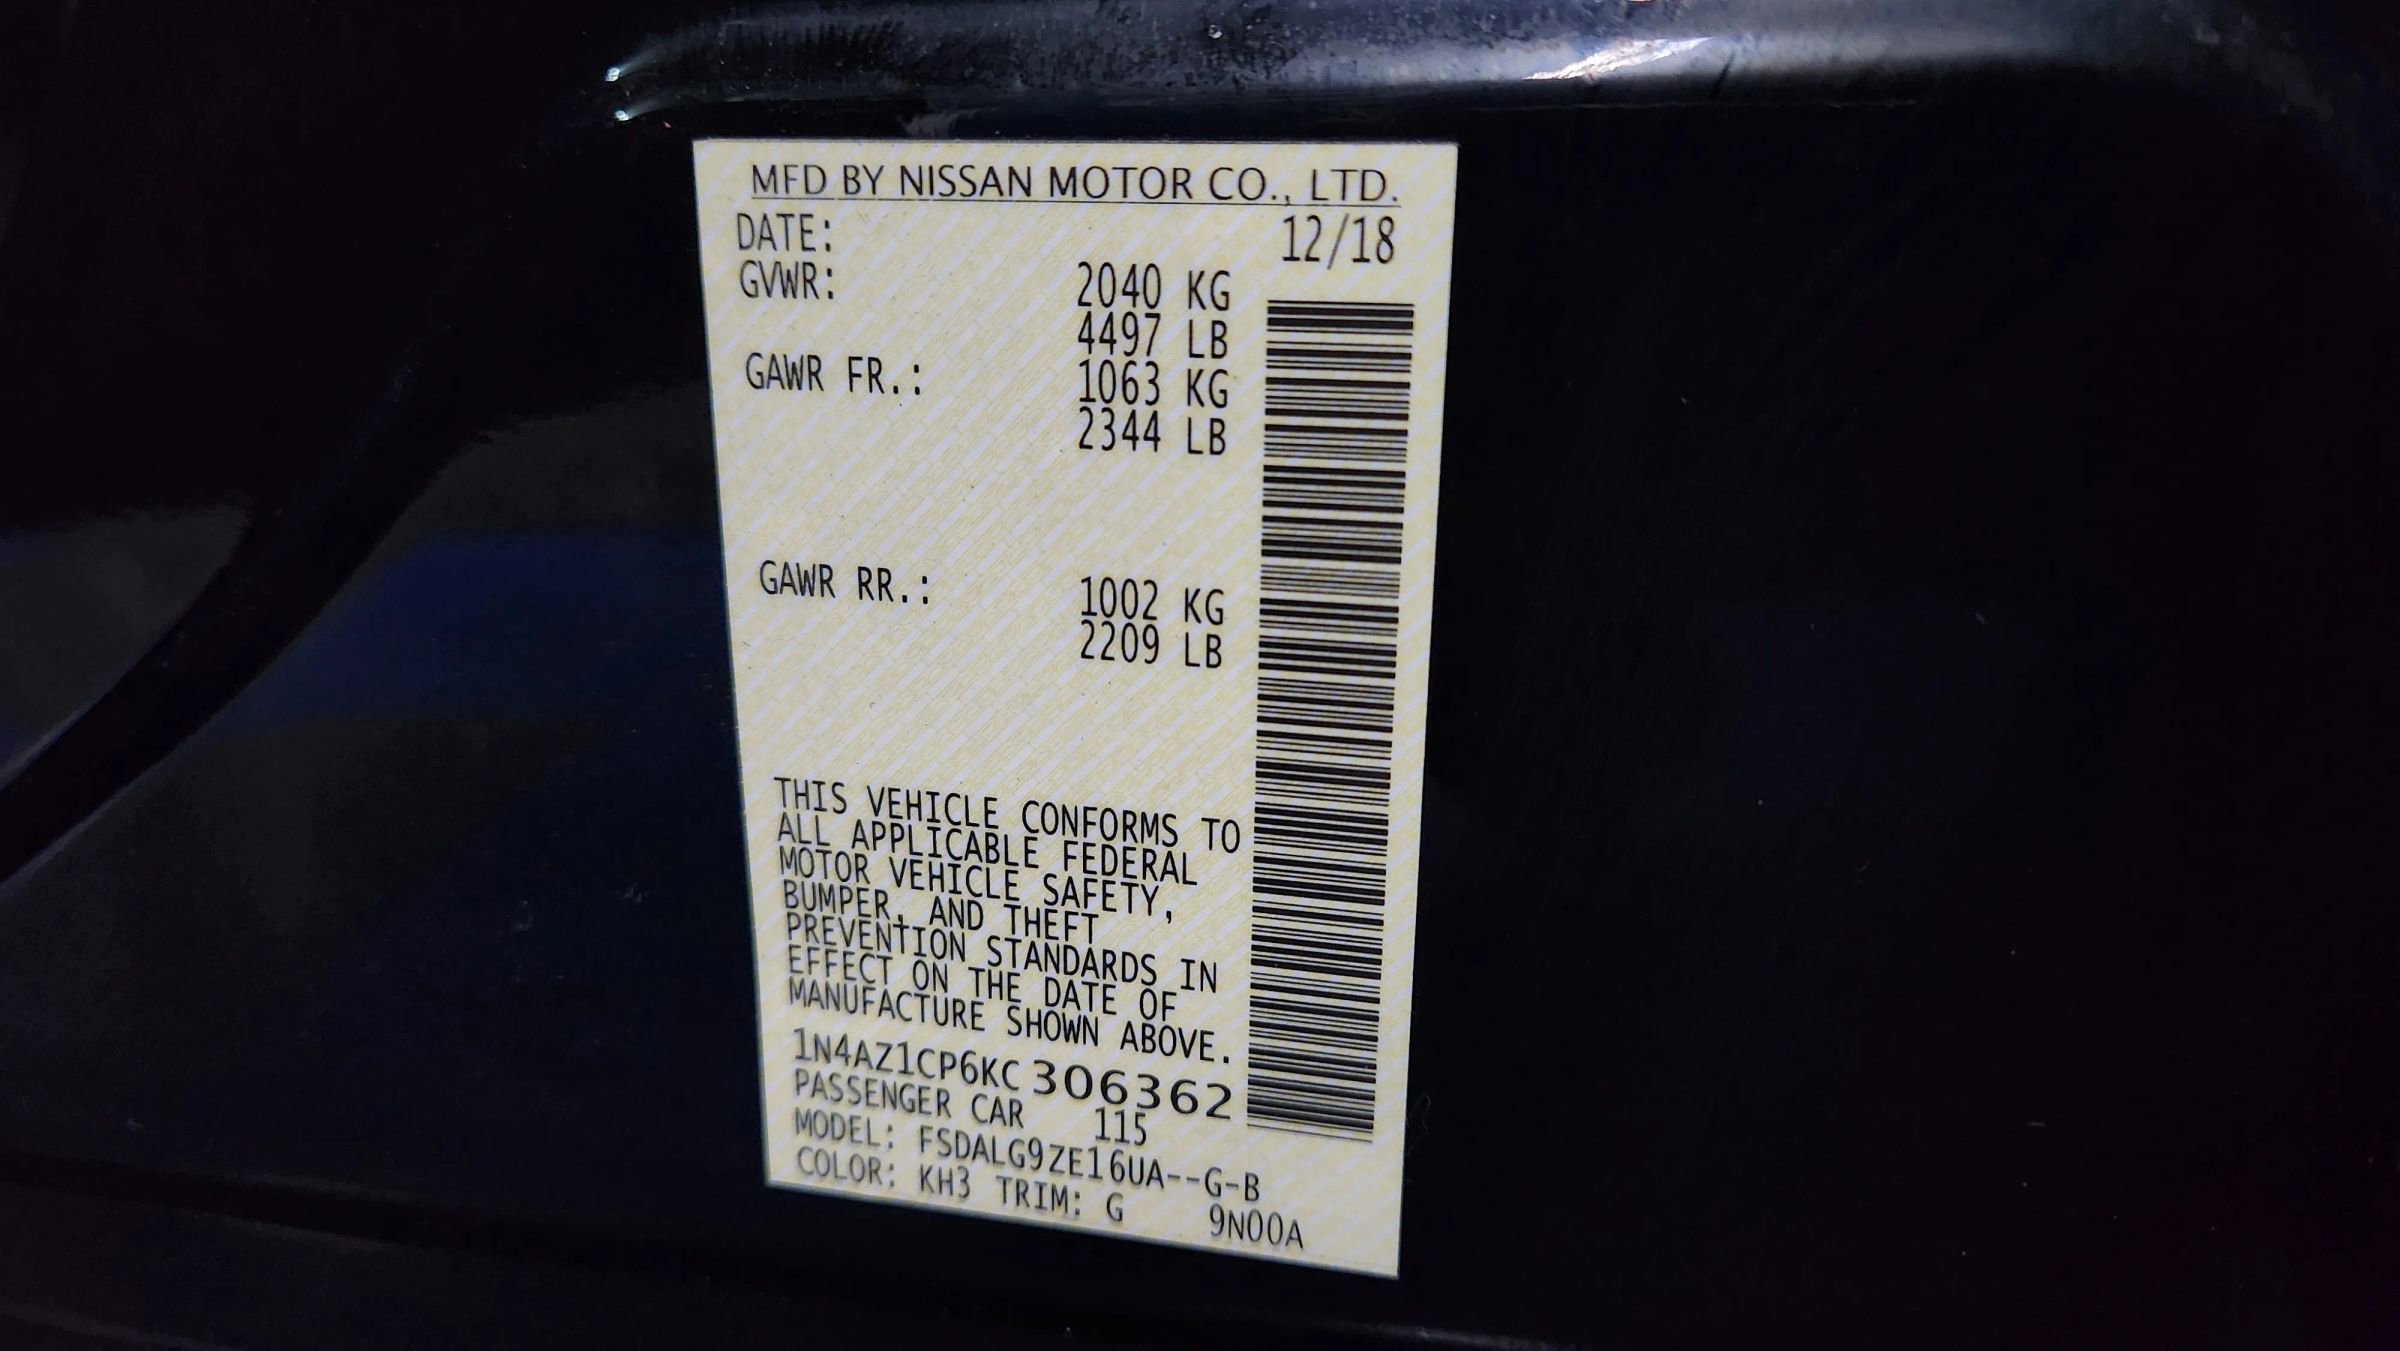 MFD BY NISSAN MOTOR CO., LTD.
DATE: 12/18
GVWR: 2040 KG
4497 LB
GAWR FR.: 1063 KG
2344 LB
GAWR RR.: 1002 KG
2209 LB
THIS VEHICLE CONFORMS TO
ALL APPLICABLE FEDERAL
MOTOR VEHICLE SAFETY,
BUMPER, AND THEFT
PREVENTION STANDARDS IN
EFFECT ON THE DATE OF
MANUFACTURE SHOWN ABOVE.
1N4AZ1CP6KC306362
PASSENGER CAR 115
MODEL: FSDALG9ZE16UA--G-B
COLOR: KH3 TRIM: G 9N00A